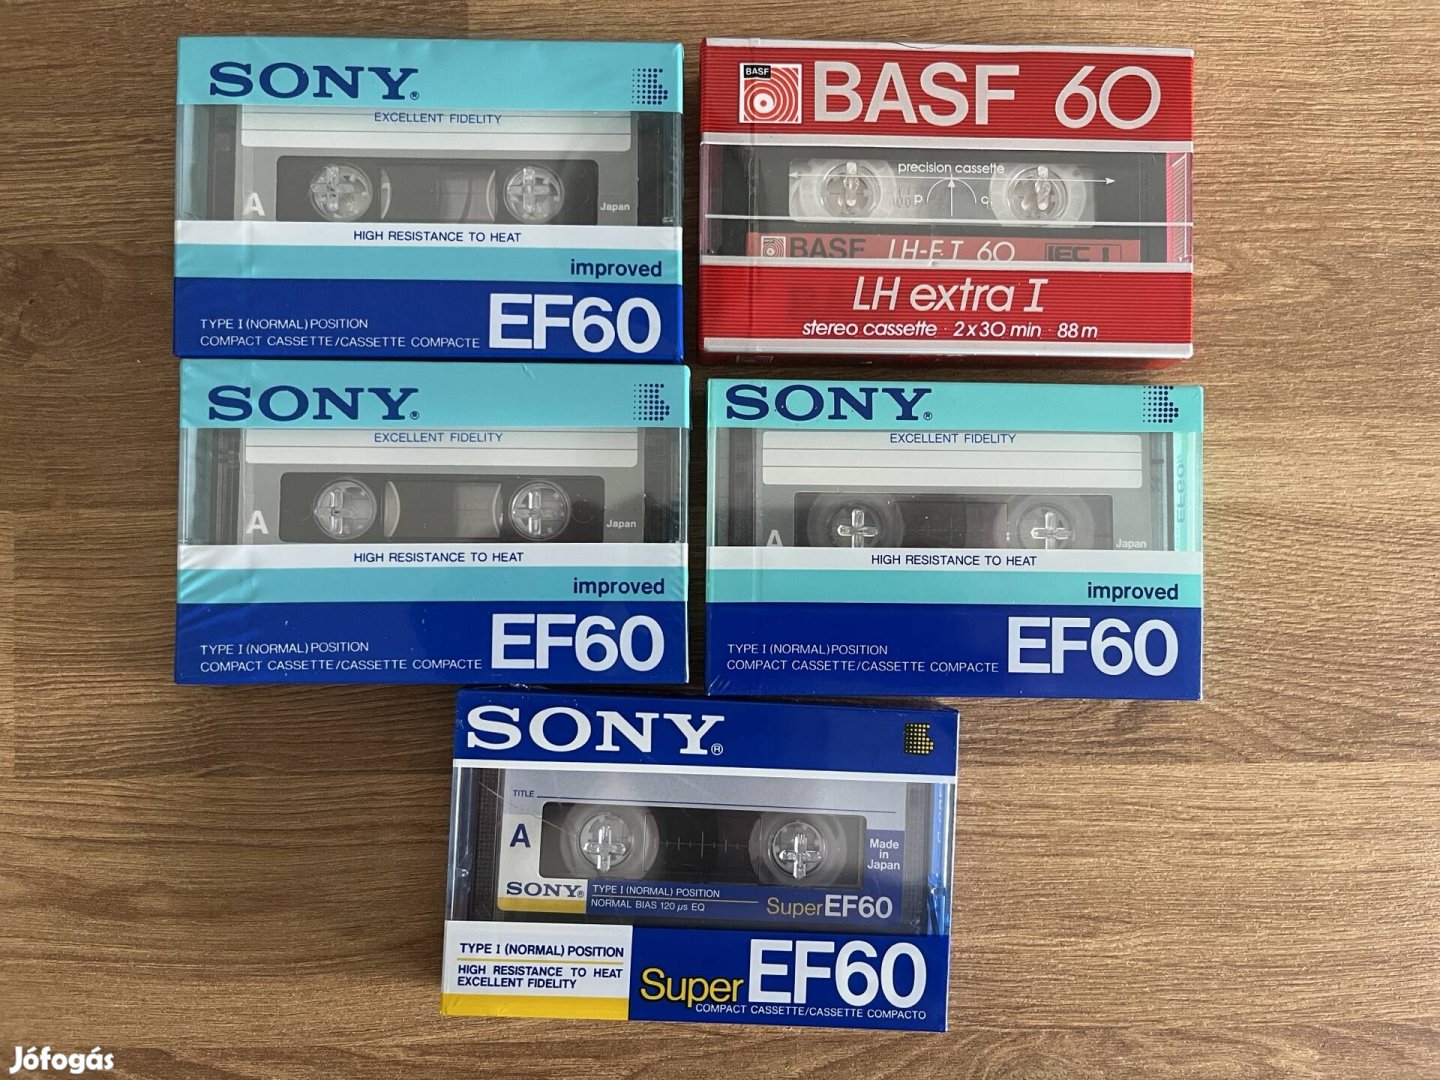 SONY®
EXCELLENT FIDELITY
A
Japan
HIGH RESISTANCE TO HEAT
improved
TYPE I (NORMAL) POSITION
COMPACT CASSETTE/CASSETTE COMPACTE
EF60
BASF
BASF 60
precision cassette
p
BASF LH-E I 60 IEC I
LH extra I
stereo cassette · 2x30 min · 88 m
SONY®
EXCELLENT FIDELITY
A
Japan
HIGH RESISTANCE TO HEAT
improved
TYPE I (NORMAL) POSITION
COMPACT CASSETTE/CASSETTE COMPACTE
EF60
SONY®
EXCELLENT FIDELITY
EF60
A
Japan
HIGH RESISTANCE TO HEAT
improved
TYPE I (NORMAL) POSITION
COMPACT CASSETTE/CASSETTE COMPACTE
EF60
SONY®
TITLE
A
Made
in
Japan
SONY®
TYPE I (NORMAL) POSITION
NORMAL BIAS 120 µs EQ
Super EF60
TYPE I (NORMAL) POSITION
HIGH RESISTANCE TO HEAT
EXCELLENT FIDELITY
Super EF60
COMPACT CASSETTE/CASSETTE COMPACTO
Jófogás